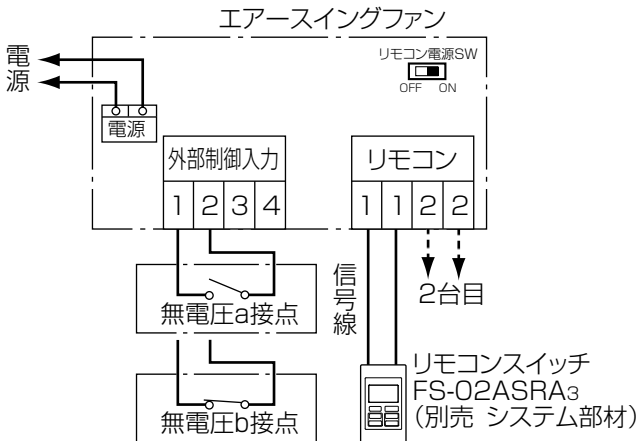 エアースイングファン
電源
リモコン電源SW
OFF ON
電源
外部制御入力
1 2 3 4
リモコン
1 1 2 2
無電圧a接点
無電圧b接点
信号線
2台目
リモコンスイッチ
FS-02ASRA3
(別売 システム部材)